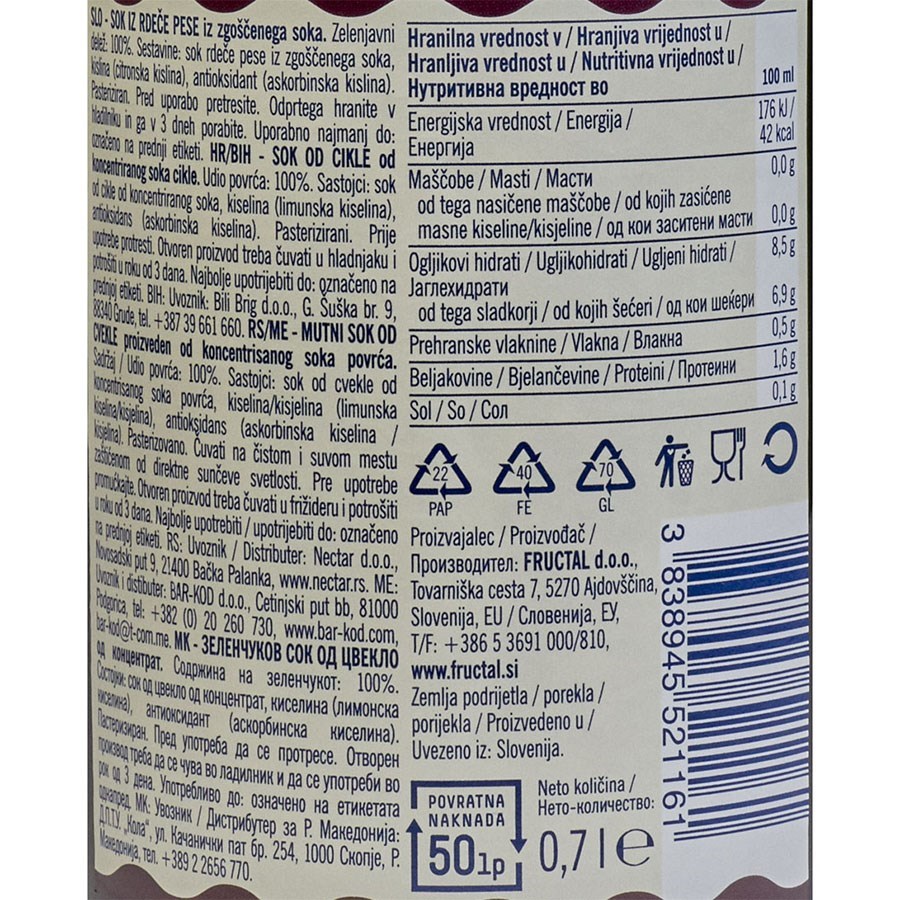 SLO - SOK IZ RDEČE PESE iz zgoščenega soka. Zelenjavni
delež: 100%. Sestavine: sok rdeče pese iz zgoščenega soka,
kislina (citronska kislina), antioksidant (askorbinska kislina).
Pasteriziran. Pred uporabo pretresite. Odprtega hranite v
hladilniku in ga v 3 dneh porabite. Uporabno najmanj do:
označeno na prednji etiketi. HR/BIH - SOK OD CIKLE od
koncentriranog soka cikle. Udio povrća: 100%. Sastojci: sok
od cikle od koncentriranog soka, kiselina (limunska kiselina),
antioksidans (askorbinska kiselina). Pasterizirani. Prije
upotrebe protresti. Otvoren proizvod treba čuvati u hladnjaku i
potrošiti u roku od 3 dana. Najbolje upotrijebiti do: označeno na
prednjoj etiketi. BIH: Uvoznik: Bili Brig d.o.o., G. Šuška br. 9,
88340 Grude, tel. +387 39 661 660. RS/ME - MUTNI SOK OD
CVEKLE proizveden od koncentrisanog soka povrća.
Sadržaj / Udio povrća: 100%. Sastojci: sok od cvekle od
koncentrisanog soka povrća, kiselina/kisjelina (limunska
kiselina/kisjelina), antioksidans (askorbinska kiselina /
kisjelina). Pasterizovano. Čuvati na čistom i suvom mestu
zaštićenom od direktne sunčeve svetlosti. Pre upotrebe
promućkajte. Otvoren proizvod treba čuvati u frižideru i potrošiti
u roku od 3 dana. Najbolje upotrebiti / upotrijebiti do: označeno
na prednjoj etiketi. RS: Uvoznik / Distributer: Nectar d.o.o.,
Novosadski put 9, 21400 Bačka Palanka, www.nectar.rs. ME:
Uvoznik i distibuter: BAR-KOD d.o.o., Cetinjski put bb, 81000
Podgorica, tel: +382 (0) 20 260 730, www.bar-kod.com,
bar-kod@t-com.me. MK - ЗЕЛЕНЧУКОВ СОК ОД ЦВЕКЛО
од концентрат. Содржина на зеленчукот: 100%.
Состојки: сок од цвекло од концентрат, киселина (лимонска
киселина), антиоксидант (аскорбинска киселина).
Пастеризиран. Пред употреба да се протресе. Отворен
производ треба да се чува во ладилник и да се употреби во
рок од 3 дена. Употребливо до: означено на етикетата
однапред. МК: Увозник / Дистрибутер за Р. Македонија:
Д.П.Т.У. „Кола“, ул. Качанички пат бр. 254, 1000 Скопје, Р.
Македонија, тел. +389 2 2656 770.
Hranilna vrednost v / Hranjiva vrijednost u /
Hranljiva vrednost u / Nutritivna vrijednost u /
Нутритивна вредност во 100 ml
Energijska vrednost / Energija / 176 kJ /
Енергија 42 kcal
Maščobe / Masti / Масти 0,0 g
od tega nasičene maščobe / od kojih zasićene
masne kiseline/kisjeline / од кои заситени масти 0,0 g
Ogljikovi hidrati / Ugljikohidrati / Ugljeni hidrati / 8,5 g
Јаглехидрати
od tega sladkorji / od kojih šećeri / од кои шеќери 6,9 g
Prehranske vlaknine / Vlakna / Влакна 0,5 g
Beljakovine / Bjelančevine / Proteini / Протеини 1,6 g
Sol / So / Сол 0,1 g
22 40 70
PAP FE GL
Proizvajalec / Proizvođač /
Производител: FRUCTAL d.o.o.,
Tovarniška cesta 7, 5270 Ajdovščina,
Slovenija, EU / Словенија, ЕУ,
T/F: +386 5 3691 000/810,
www.fructal.si
Zemlja podrijetla / porekla /
porijekla / Proizvedeno u /
Uvezeno iz: Slovenija.
POVRATNA
NAKNADA
50 lp
Neto količina /
Нето-количество:
0,7 l e
3 838945 521161